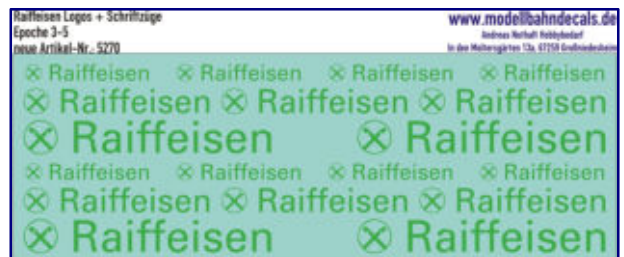 Raiffeisen Logos + Schriftzüge
Epoche 3-5
neue Artikel-Nr.: 5270
www.modellbahndecals.de
Andreas Nothaft Hobbybedarf
In den Maltersgärten 13a, 67259 Großniedesheim
Raiffeisen Raiffeisen Raiffeisen Raiffeisen
Raiffeisen Raiffeisen Raiffeisen
Raiffeisen Raiffeisen
Raiffeisen Raiffeisen Raiffeisen Raiffeisen
Raiffeisen Raiffeisen Raiffeisen
Raiffeisen Raiffeisen